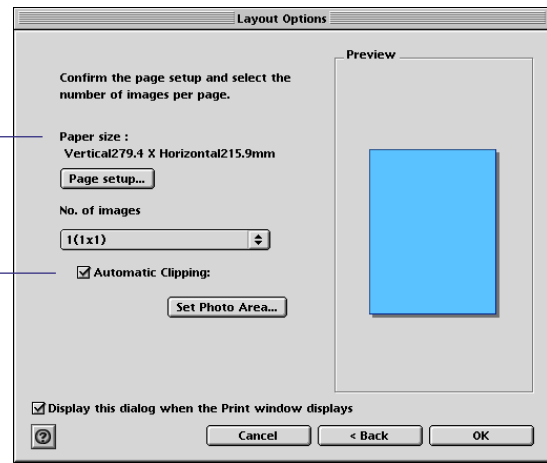 Layout Options
Confirm the page setup and select the
number of images per page.
Paper size :
Vertical279.4 X Horizontal215.9mm
Page setup...
No. of images
1(1x1)
Automatic Clipping:
Set Photo Area...
Preview
Display this dialog when the Print window displays
?
Cancel
< Back
OK